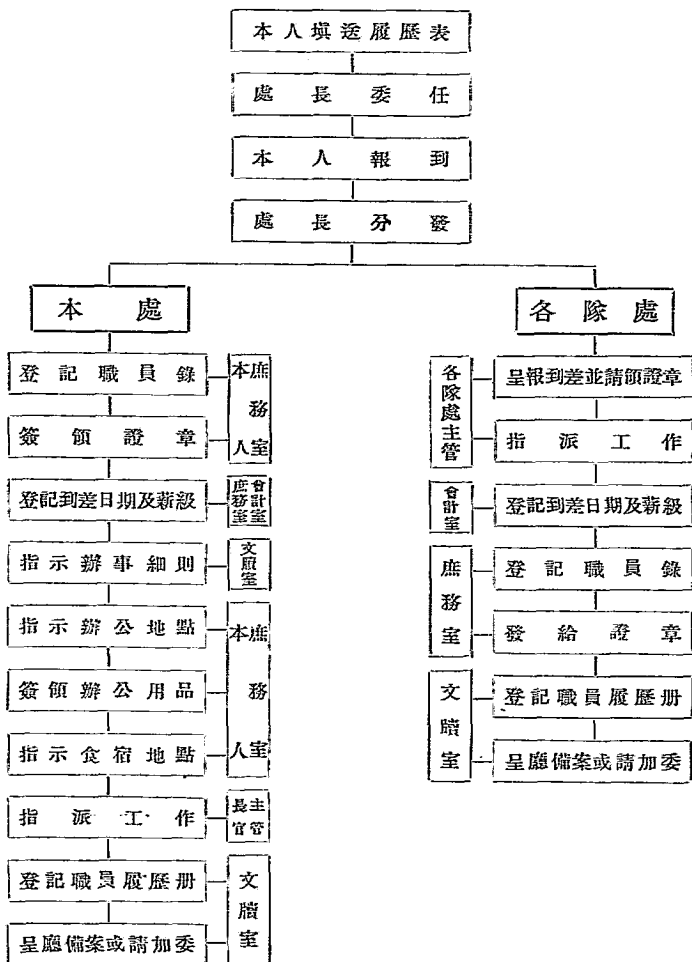 本人塡送履歷表
處長委任
本人報到
處長分發
本處
登記職員錄
簽領證章
本人
庶務室
登記到差日期及薪級
庶務室
會計室
指示辦事細則
文牘室
指示辦公地點
簽領辦公用品
指示食宿地點
本人
庶務室
指派工作
主管長官
登記職員履歷册
呈廳備案或請加委
文牘室
各隊處
呈報到差並請領證章
指派工作
各隊處主管
登記到差日期及薪級
會計室
登記職員錄
發給證章
庶務室
登記職員履歷册
呈廳備案或請加委
文牘室